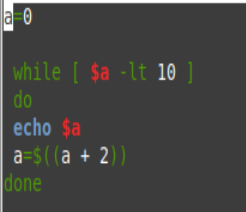 a=0
while [ $a -lt 10 ]
do
echo $a
a=$((a + 2))
done